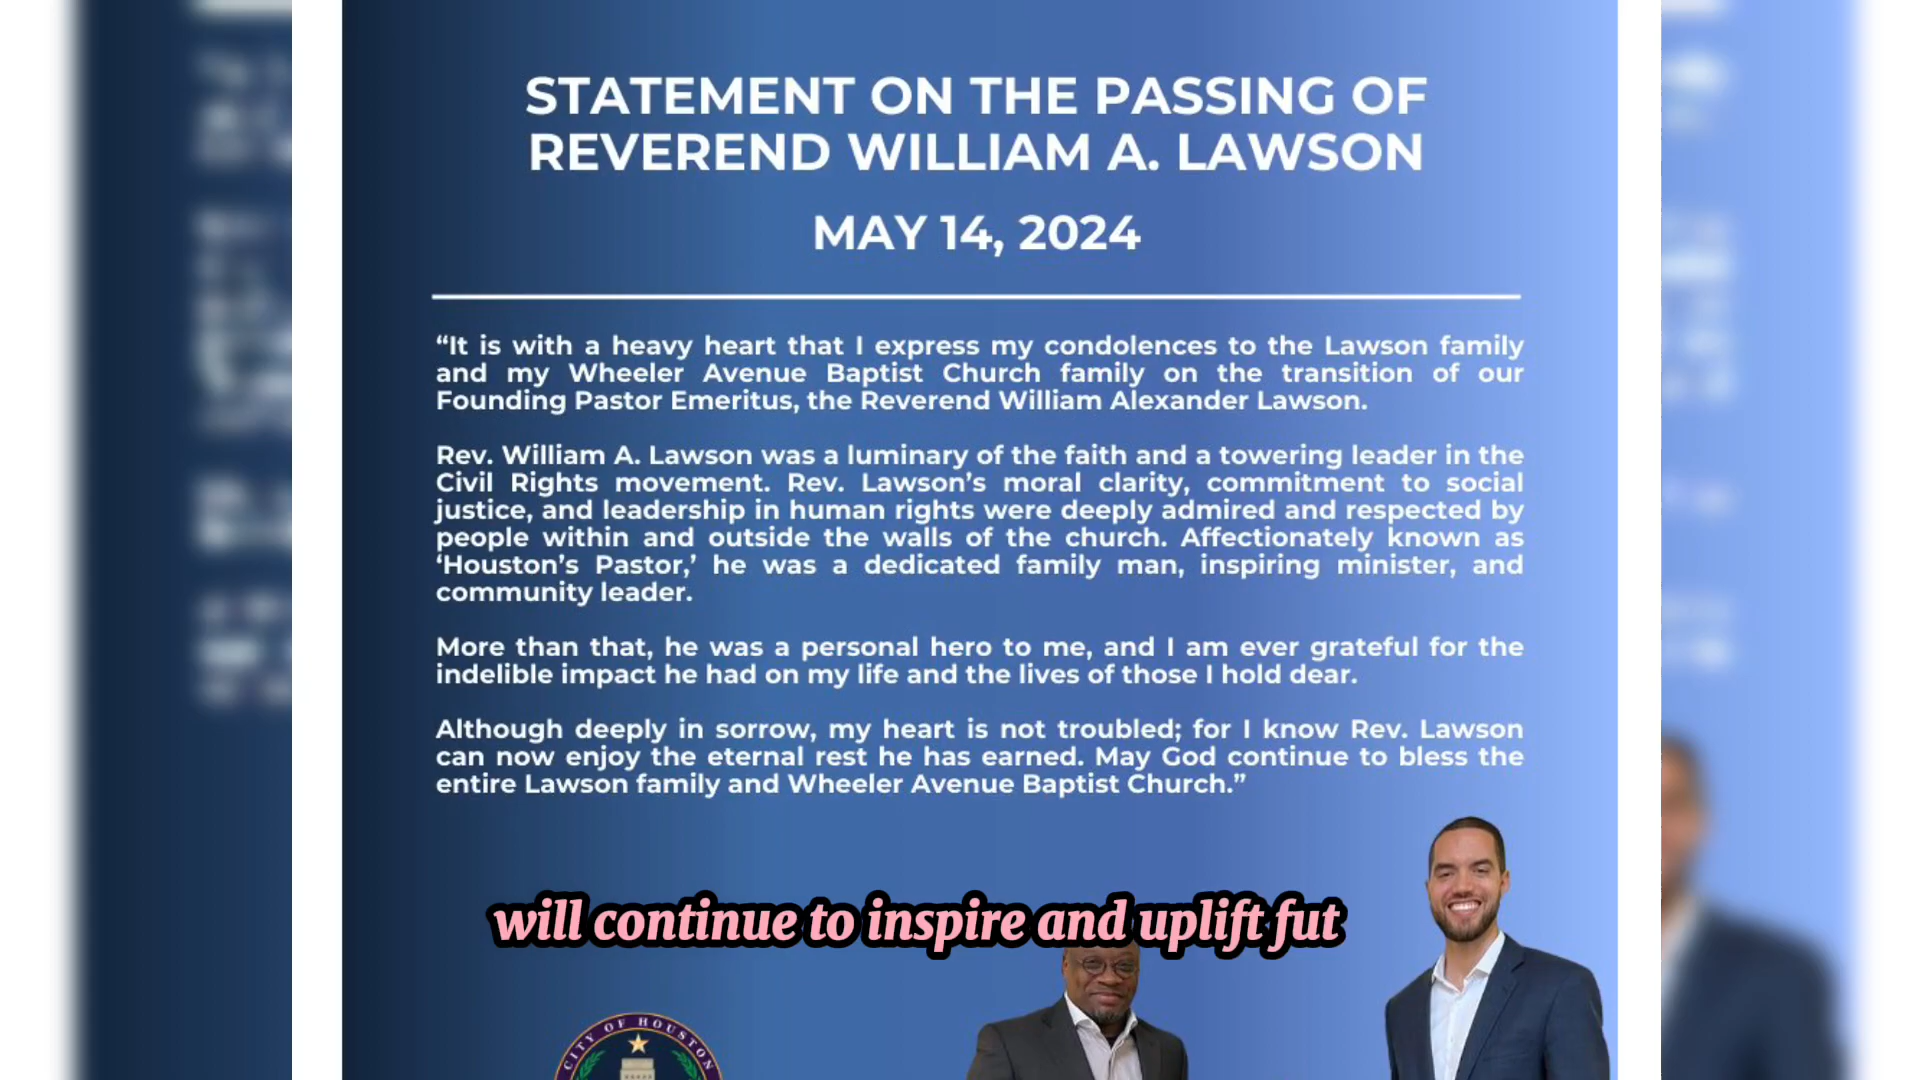 STATEMENT ON THE PASSING OF
REVEREND WILLIAM A. LAWSON
MAY 14, 2024
“It is with a heavy heart that I express my condolences to the Lawson family
and my Wheeler Avenue Baptist Church family on the transition of our
Founding Pastor Emeritus, the Reverend William Alexander Lawson.
Rev. William A. Lawson was a luminary of the faith and a towering leader in the
Civil Rights movement. Rev. Lawson’s moral clarity, commitment to social
justice, and leadership in human rights were deeply admired and respected by
people within and outside the walls of the church. Affectionately known as
‘Houston’s Pastor,’ he was a dedicated family man, inspiring minister, and
community leader.
More than that, he was a personal hero to me, and I am ever grateful for the
indelible impact he had on my life and the lives of those I hold dear.
Although deeply in sorrow, my heart is not troubled; for I know Rev. Lawson
can now enjoy the eternal rest he has earned. May God continue to bless the
entire Lawson family and Wheeler Avenue Baptist Church.”
will continue to inspire and uplift fut
CITY OF HOUSTON